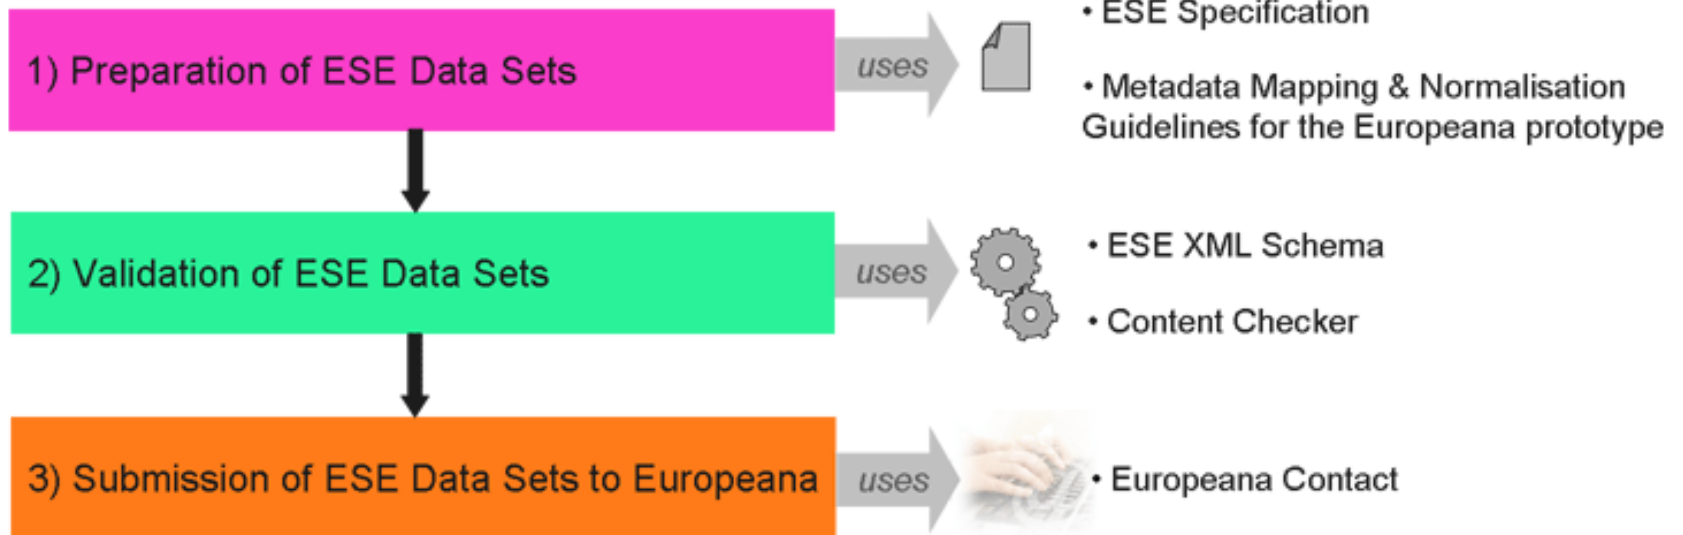 1) Preparation of ESE Data Sets
uses
• ESE Specification
• Metadata Mapping & Normalisation
Guidelines for the Europeana prototype
2) Validation of ESE Data Sets
uses
• ESE XML Schema
• Content Checker
3) Submission of ESE Data Sets to Europeana
uses
• Europeana Contact